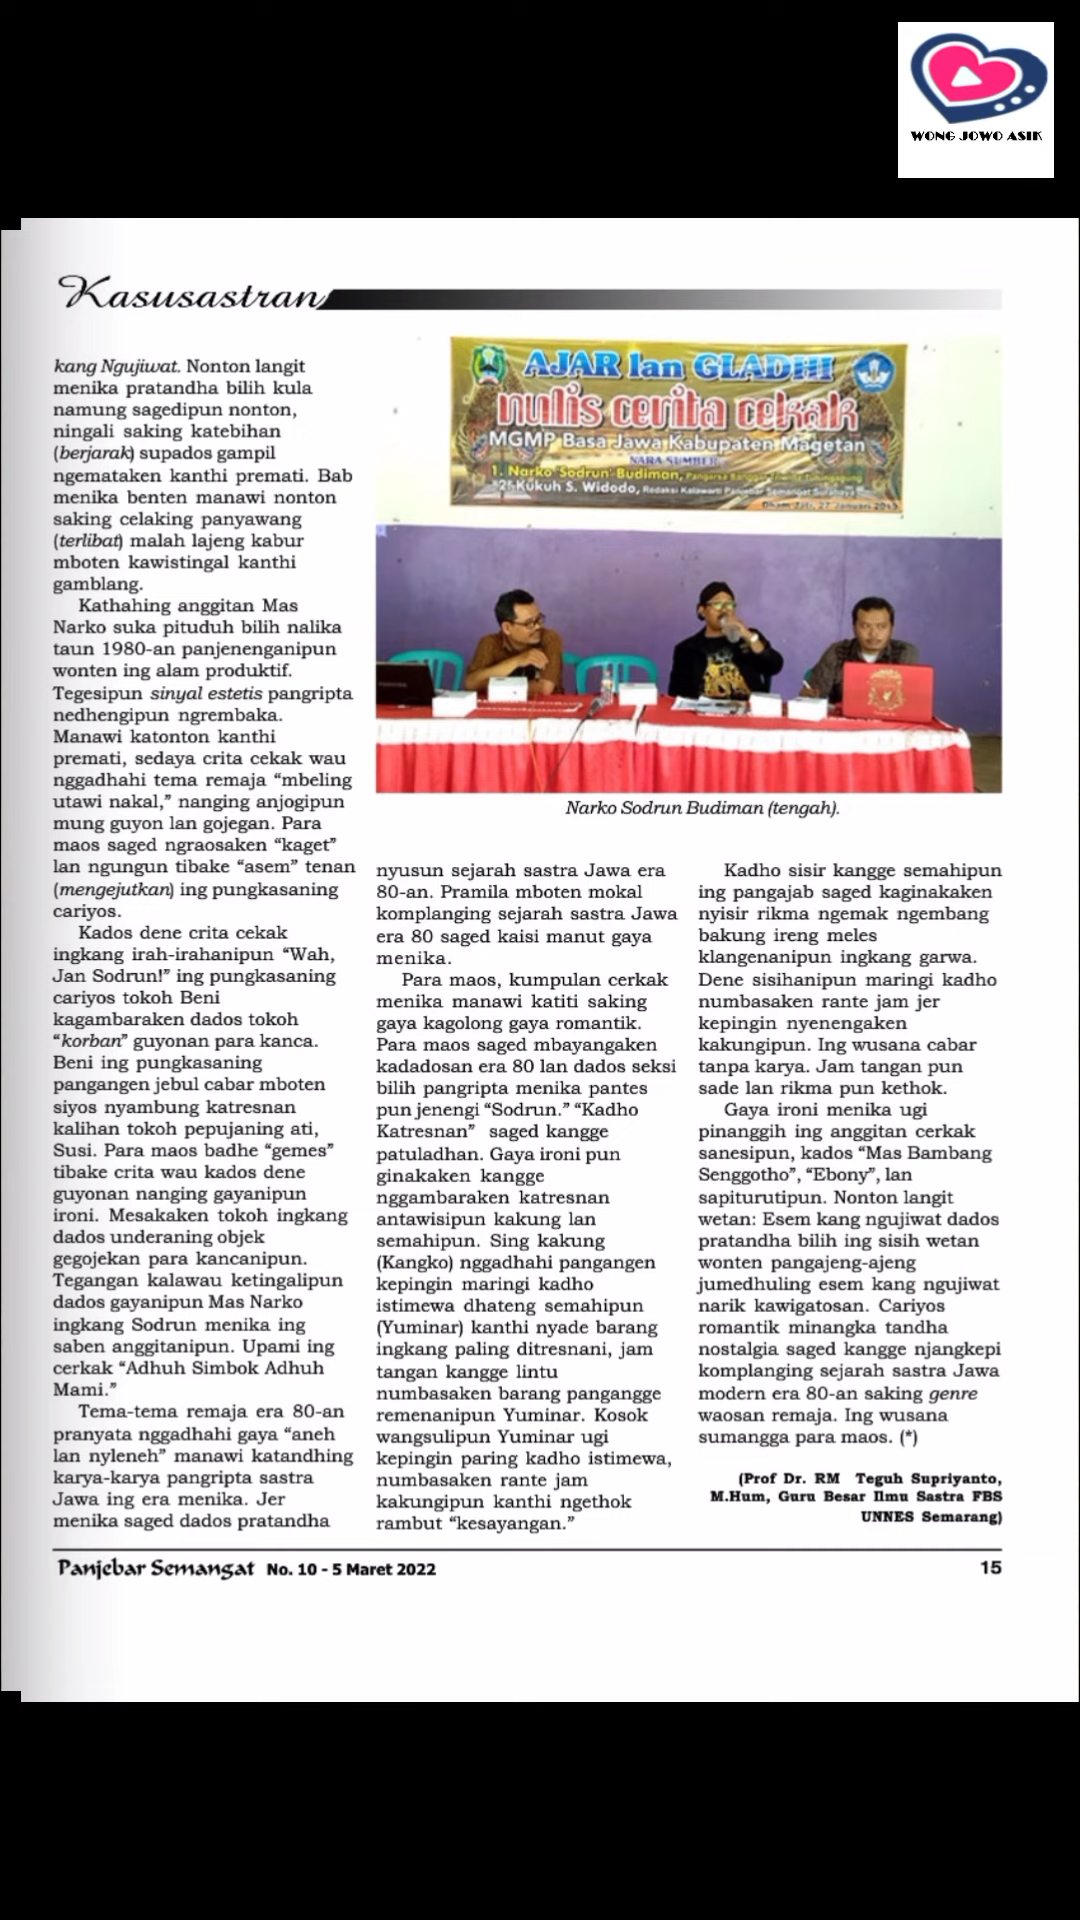 WONG JOWO ASIK
Kasusastran
kang Ngujiwat. Nonton langit
menika pratandha bilih kula
namung sagedipun nonton,
ningali saking katebihan
(berjarak) supados gampil
ngemataken kanthi premati. Bab
menika benten manawi nonton
saking celaking panyawang
(terlibat) malah lajeng kabur
mboten kawistingal kanthi
gamblang.
Kathahing anggitan Mas
Narko suka pituduh bilih nalika
taun 1980-an panjenenganipun
wonten ing alam produktif.
Tegesipun sinyal estetis pangripta
nedhengipun ngrembaka.
Manawi katonton kanthi
premati, sedaya crita cekak wau
nggadhahi tema remaja “mbeling
utawi nakal,” nanging anjogipun
mung guyon lan gojegan. Para
maos saged ngraosaken “kaget”
lan ngungun tibake “asem” tenan
(mengejutkan) ing pungkasaning
cariyos.
Kados dene crita cekak
ingkang irah-irahanipun “Wah,
Jan Sodrun!” ing pungkasaning
cariyos tokoh Beni
kagambaraken dados tokoh
“korban” guyonan para kanca.
Beni ing pungkasaning
pangangen jebul cabar mboten
siyos nyambung katresnan
kalihan tokoh pepujaning ati,
Susi. Para maos badhe “gemes”
tibake crita wau kados dene
guyonan nanging gayanipun
ironi. Mesakaken tokoh ingkang
dados underaning objek
gegojekan para kancanipun.
Tegangan kalawau ketingalipun
dados gayanipun Mas Narko
ingkang Sodrun menika ing
saben anggitanipun. Upami ing
cerkak “Adhuh Simbok Adhuh
Mami.”
Tema-tema remaja era 80-an
pranyata nggadhahi gaya “aneh
lan nyleneh” manawi katandhing
karya-karya pangripta sastra
Jawa ing era menika. Jer
menika saged dados pratandha
AJAR lan GLADHI
nulis cerita cekak
MGMP Basa Jawa Kabupaten Magetan
NARA SUMBER:
1. Narko 'Sodrun' Budiman, Pangarsa Sanggar Triwida Tulungagung
2. Kukuh S. Widodo, Redaksi Kalawarti Panjebar Semangat Surabaya
27 Januari 2019
Narko Sodrun Budiman (tengah).
nyusun sejarah sastra Jawa era
80-an. Pramila mboten mokal
komplanging sejarah sastra Jawa
era 80 saged kaisi manut gaya
menika.
Para maos, kumpulan cerkak
menika manawi katiti saking
gaya kagolong gaya romantik.
Para maos saged mbayangaken
kadadosan era 80 lan dados seksi
bilih pangripta menika pantes
pun jenengi “Sodrun.” “Kadho
Katresnan” saged kangge
patuladhan. Gaya ironi pun
ginakaken kangge
nggambaraken katresnan
antawisipun kakung lan
semahipun. Sing kakung
(Kangko) nggadhahi pangangen
kepingin maringi kadho
istimewa dhateng semahipun
(Yuminar) kanthi nyade barang
ingkang paling ditresnani, jam
tangan kangge lintu
numbasaken barang pangangge
remenanipun Yuminar. Kosok
wangsulipun Yuminar ugi
kepingin paring kadho istimewa,
numbasaken rante jam
kakungipun kanthi ngethok
rambut “kesayangan.”
Kadho sisir kangge semahipun
ing pangajab saged kaginakaken
nyisir rikma ngemak ngembang
bakung ireng meles
klangenanipun ingkang garwa.
Dene sisihanipun maringi kadho
numbasaken rante jam jer
kepingin nyenengaken
kakungipun. Ing wusana cabar
tanpa karya. Jam tangan pun
sade lan rikma pun kethok.
Gaya ironi menika ugi
pinanggih ing anggitan cerkak
sanesipun, kados “Mas Bambang
Senggotho”, “Ebony”, lan
sapiturutipun. Nonton langit
wetan: Esem kang ngujiwat dados
pratandha bilih ing sisih wetan
wonten pangajeng-ajeng
jumedhuling esem kang ngujiwat
narik kawigatosan. Cariyos
romantik minangka tandha
nostalgia saged kangge njangkepi
komplanging sejarah sastra Jawa
modern era 80-an saking genre
waosan remaja. Ing wusana
sumangga para maos. (*)
(Prof Dr. RM Teguh Supriyanto,
M.Hum, Guru Besar Ilmu Sastra FBS
UNNES Semarang)
Panjebar Semangat No. 10 - 5 Maret 2022
15